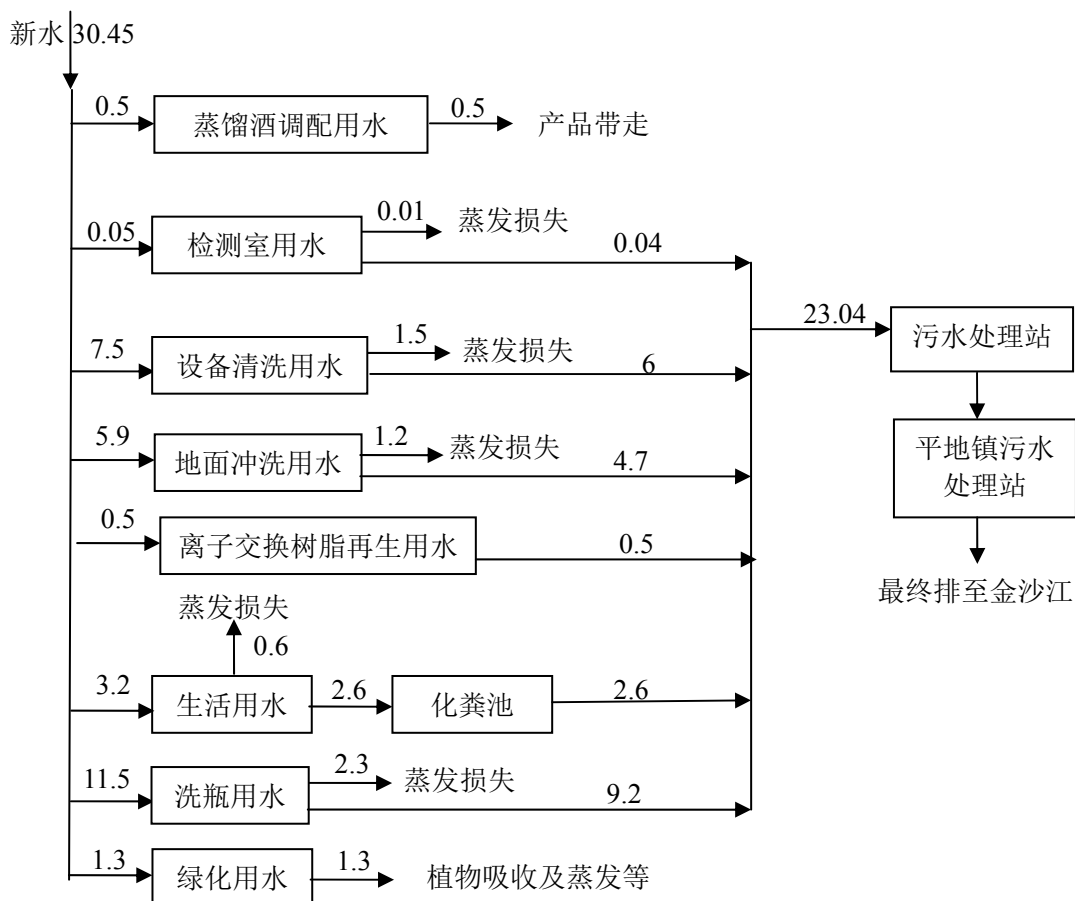 新水 30.45
0.5 蒸馏酒调配用水 0.5 产品带走
0.05 检测室用水 0.01 蒸发损失
0.04
7.5 设备清洗用水 1.5 蒸发损失
6
5.9 地面冲洗用水 1.2 蒸发损失
4.7
0.5 离子交换树脂再生用水 0.5
蒸发损失
0.6
3.2 生活用水 2.6 化粪池 2.6
11.5 洗瓶用水 2.3 蒸发损失
9.2
1.3 绿化用水 1.3 植物吸收及蒸发等
23.04 污水处理站
平地镇污水
处理站
最终排至金沙江